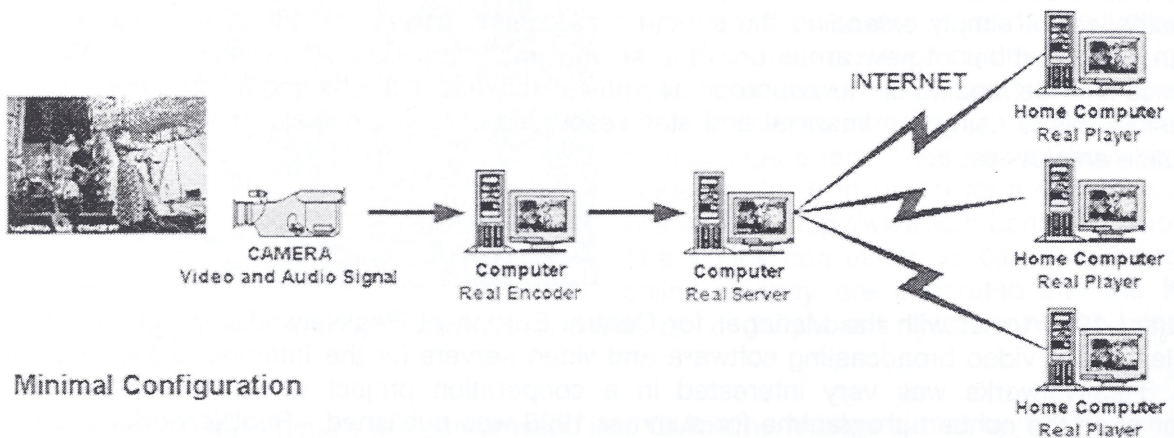 INTERNET
Home Computer
Real Player
CAMERA
Video and Audio Signal
Computer
Real Encoder
Computer
Real Server
Home Computer
Real Player
Minimal Configuration
Home Computer
Real Player